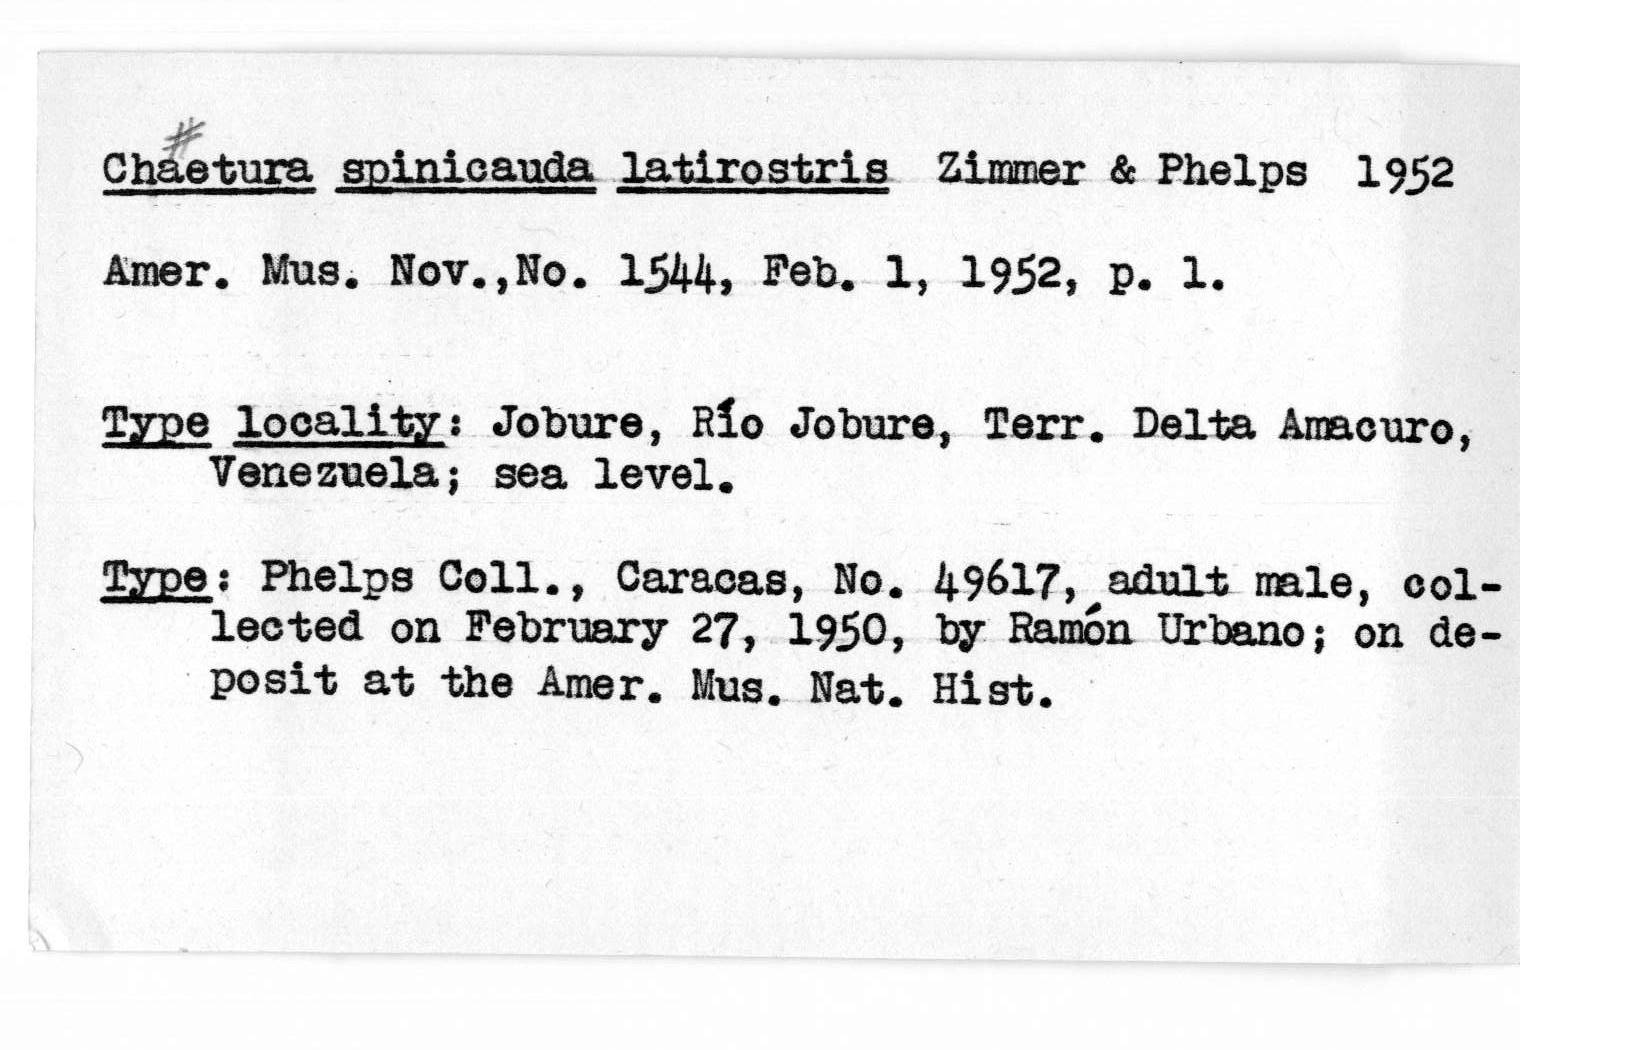 #
Chaetura spinicauda latirostris Zimmer & Phelps 1952
Amer. Mus. Nov.,No. 1544, Feb. 1, 1952, p. 1.
Type locality: Jobure, Río Jobure, Terr. Delta Amacuro,
Venezuela; sea level.
Type: Phelps Coll., Caracas, No. 49617, adult male, col-
lected on February 27, 1950, by Ramón Urbano; on de-
posit at the Amer. Mus. Nat. Hist.